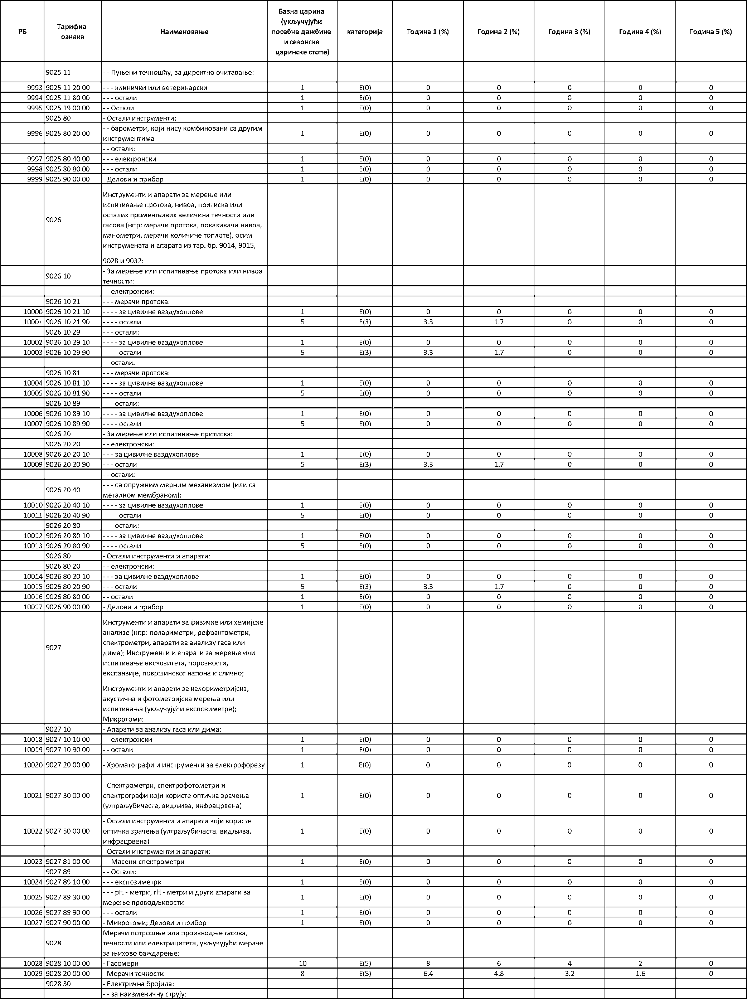 РБ Тарифна ознака Наименовање Базна царина (укључујући посебне дажбине и сезонске царинске стопе) категорија Година 1 (%) Година 2 (%) Година 3 (%) Година 4 (%) Година 5 (%)
9025 11 - - Пуњени течношћу, за директно очитавање:
9993 9025 11 20 00 - - - клинички или ветеринарски 1 E(0) 0 0 0 0 0
9994 9025 11 80 00 - - - остали 1 E(0) 0 0 0 0 0
9995 9025 19 00 00 - - Остали 1 E(0) 0 0 0 0 0
9025 80 - Остали инструменти:
9996 9025 80 20 00 - - барометри, који нису комбиновани са другим
инструментима 1 E(0) 0 0 0 0 0
- - остали:
9997 9025 80 40 00 - - - електронски 1 E(0) 0 0 0 0 0
9998 9025 80 80 00 - - - остали 1 E(0) 0 0 0 0 0
9999 9025 90 00 00 - Делови и прибор 1 E(0) 0 0 0 0 0
9026 Инструменти и апарати за мерење или
испитивање протока, нивоа, притиска или
осталих променљивих величина течности или
гасова (нпр: мерачи протока, показивачи нивоа,
манометри, мерачи количине топлоте), осим
инструмената и апарата из тар. бр. 9014, 9015,
9028 и 9032:
9026 10 - За мерење или испитивање протока или нивоа
течности:
- - електронски:
9026 10 21 - - - мерачи протока:
10000 9026 10 21 10 - - - - за цивилне ваздухоплове 1 E(0) 0 0 0 0 0
10001 9026 10 21 90 - - - - остали 5 E(3) 3.3 1.7 0 0 0
9026 10 29 - - - остали:
10002 9026 10 29 10 - - - - за цивилне ваздухоплове 1 E(0) 0 0 0 0 0
10003 9026 10 29 90 - - - - остали 5 E(3) 3.3 1.7 0 0 0
- - остали:
9026 10 81 - - - мерачи протока:
10004 9026 10 81 10 - - - - за цивилне ваздухоплове 1 E(0) 0 0 0 0 0
10005 9026 10 81 90 - - - - остали 5 E(0) 0 0 0 0 0
9026 10 89 - - - остали:
10006 9026 10 89 10 - - - - за цивилне ваздухоплове 1 E(0) 0 0 0 0 0
10007 9026 10 89 90 - - - - остали 5 E(0) 0 0 0 0 0
9026 20 - За мерење или испитивање притиска:
9026 20 20 - - електронски:
10008 9026 20 20 10 - - - за цивилне ваздухоплове 1 E(0) 0 0 0 0 0
10009 9026 20 20 90 - - - остали 5 E(3) 3.3 1.7 0 0 0
- - остали:
9026 20 40 - - - са опружним мерним механизмом (или са
металном мембраном):
10010 9026 20 40 10 - - - - за цивилне ваздухоплове 1 E(0) 0 0 0 0 0
10011 9026 20 40 90 - - - - остали 5 E(0) 0 0 0 0 0
9026 20 80 - - - остали:
10012 9026 20 80 10 - - - - за цивилне ваздухоплове 1 E(0) 0 0 0 0 0
10013 9026 20 80 90 - - - - остали 5 E(0) 0 0 0 0 0
9026 80 - Остали инструменти и апарати:
9026 80 20 - - електронски:
10014 9026 80 20 10 - - - за цивилне ваздухоплове 1 E(0) 0 0 0 0 0
10015 9026 80 20 90 - - - остали 5 E(3) 3.3 1.7 0 0 0
10016 9026 80 80 00 - - остали 1 E(0) 0 0 0 0 0
10017 9026 90 00 00 - Делови и прибор 1 E(0) 0 0 0 0 0
9027 Инструменти и апарати за физичке или хемијске
анализе (нпр: полариметри, рефрактометри,
спектрометри, апарати за анализу гаса или
дима); Инструменти и апарати за мерење или
испитивање вискозитета, порозности,
експанзије, површинског напона и слично;
Инструменти и апарати за калориметријска,
акустична и фотометријска мерења или
испитивања (укључујући експозиметре);
Микротоми:
9027 10 - Апарати за анализу гаса или дима:
10018 9027 10 10 00 - - електронски 1 E(0) 0 0 0 0 0
10019 9027 10 90 00 - - остали 1 E(0) 0 0 0 0 0
10020 9027 20 00 00 - Хроматографи и инструменти за електрофорезу 1 E(0) 0 0 0 0 0
10021 9027 30 00 00 - Спектрометри, спектрофотометри и
спектрографи који користе оптичка зрачења
(ултраљубичаста, видљива, инфрацрвена) 1 E(0) 0 0 0 0 0
10022 9027 50 00 00 - Остали инструменти и апарати који користе
оптичка зрачења (ултраљубичаста, видљива,
инфрацрвена) 1 E(0) 0 0 0 0 0
- Остали инструменти и апарати:
10023 9027 81 00 00 - - Масени спектрометри 1 E(0) 0 0 0 0 0
9027 89 - - Остали:
10024 9027 89 10 00 - - - експозиметри 1 E(0) 0 0 0 0 0
10025 9027 89 30 00 - - - pH - метри, rH - метри и други апарати за
мерење проводљивости 1 E(0) 0 0 0 0 0
10026 9027 89 90 00 - - - остали 1 E(0) 0 0 0 0 0
10027 9027 90 00 00 - Микротоми; Делови и прибор 1 E(0) 0 0 0 0 0
9028 Мерачи потрошње или производње гасова,
течности или електрицитета, укључујући мераче
за њихово баждарење:
10028 9028 10 00 00 - Гасомери 10 E(5) 8 6 4 2 0
10029 9028 20 00 00 - Мерачи течности 8 E(5) 6.4 4.8 3.2 1.6 0
9028 30 - Електрична бројила:
- - за наизменичну струју: